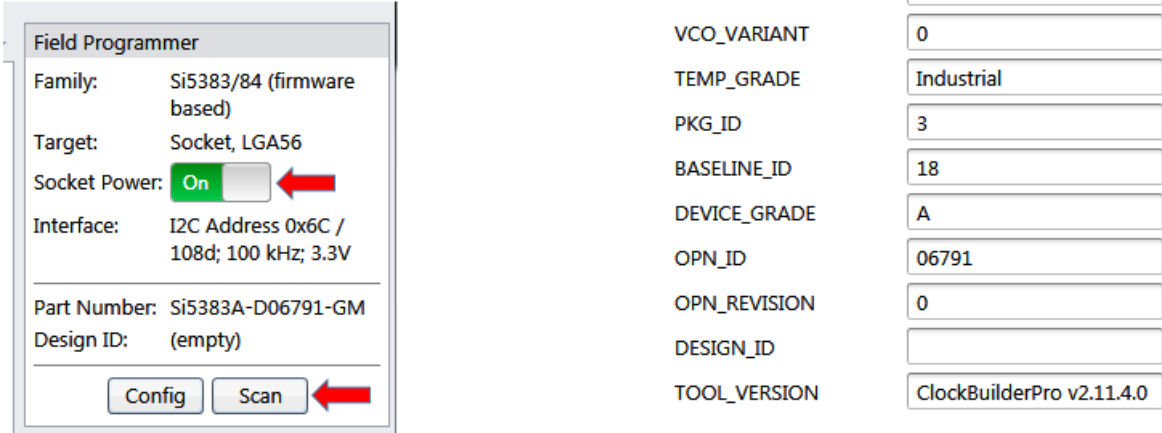 Field Programmer
Family: Si5383/84 (firmware
based)
Target: Socket, LGA56
Socket Power: On
Interface: I2C Address 0x6C /
108d; 100 kHz; 3.3V
Part Number: Si5383A-D06791-GM
Design ID: (empty)
Config Scan
VCO_VARIANT 0
TEMP_GRADE Industrial
PKG_ID 3
BASELINE_ID 18
DEVICE_GRADE A
OPN_ID 06791
OPN_REVISION 0
DESIGN_ID
TOOL_VERSION ClockBuilderPro v2.11.4.0